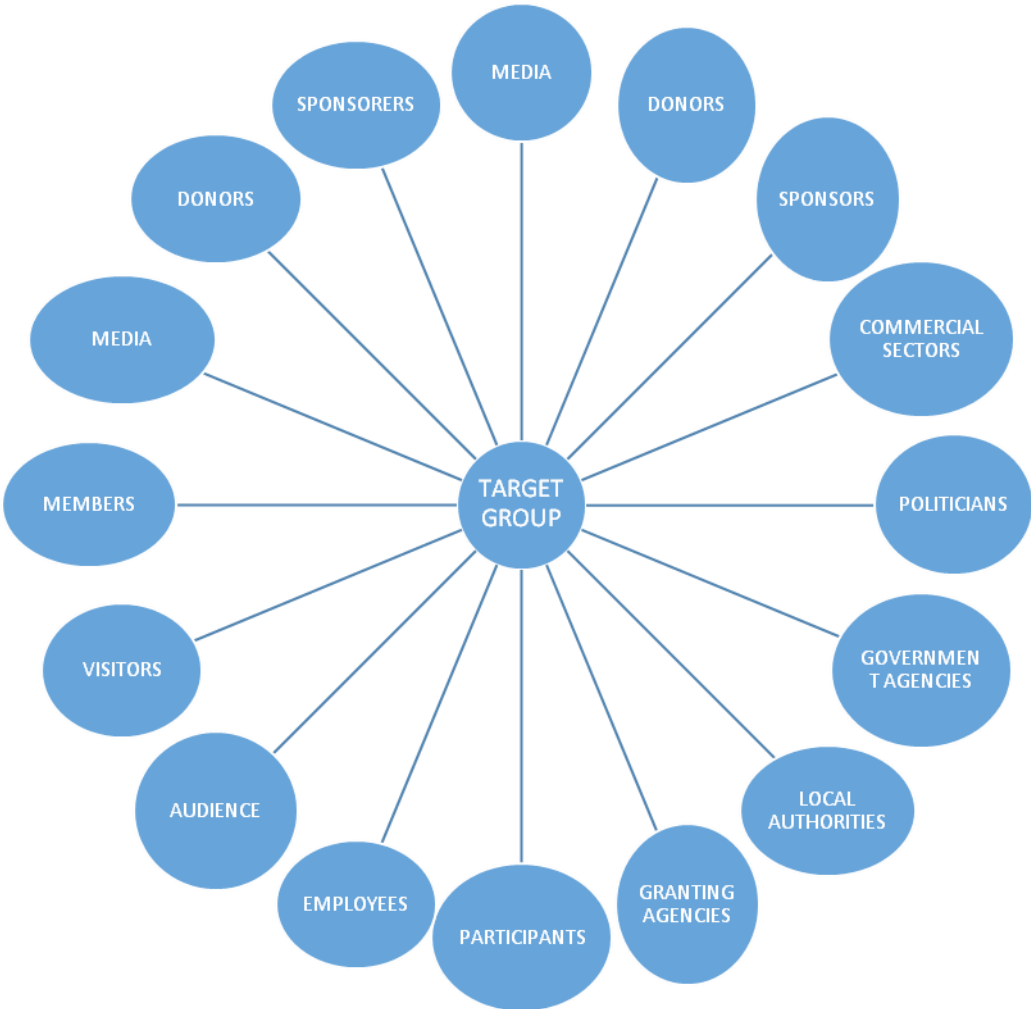 MEDIA
DONORS
SPONSORS
COMMERCIAL
SECTORS
POLITICIANS
GOVERNMEN
T AGENCIES
LOCAL
AUTHORITIES
GRANTING
AGENCIES
PARTICIPANTS
EMPLOYEES
AUDIENCE
VISITORS
MEMBERS
MEDIA
DONORS
SPONSORERS
TARGET
GROUP